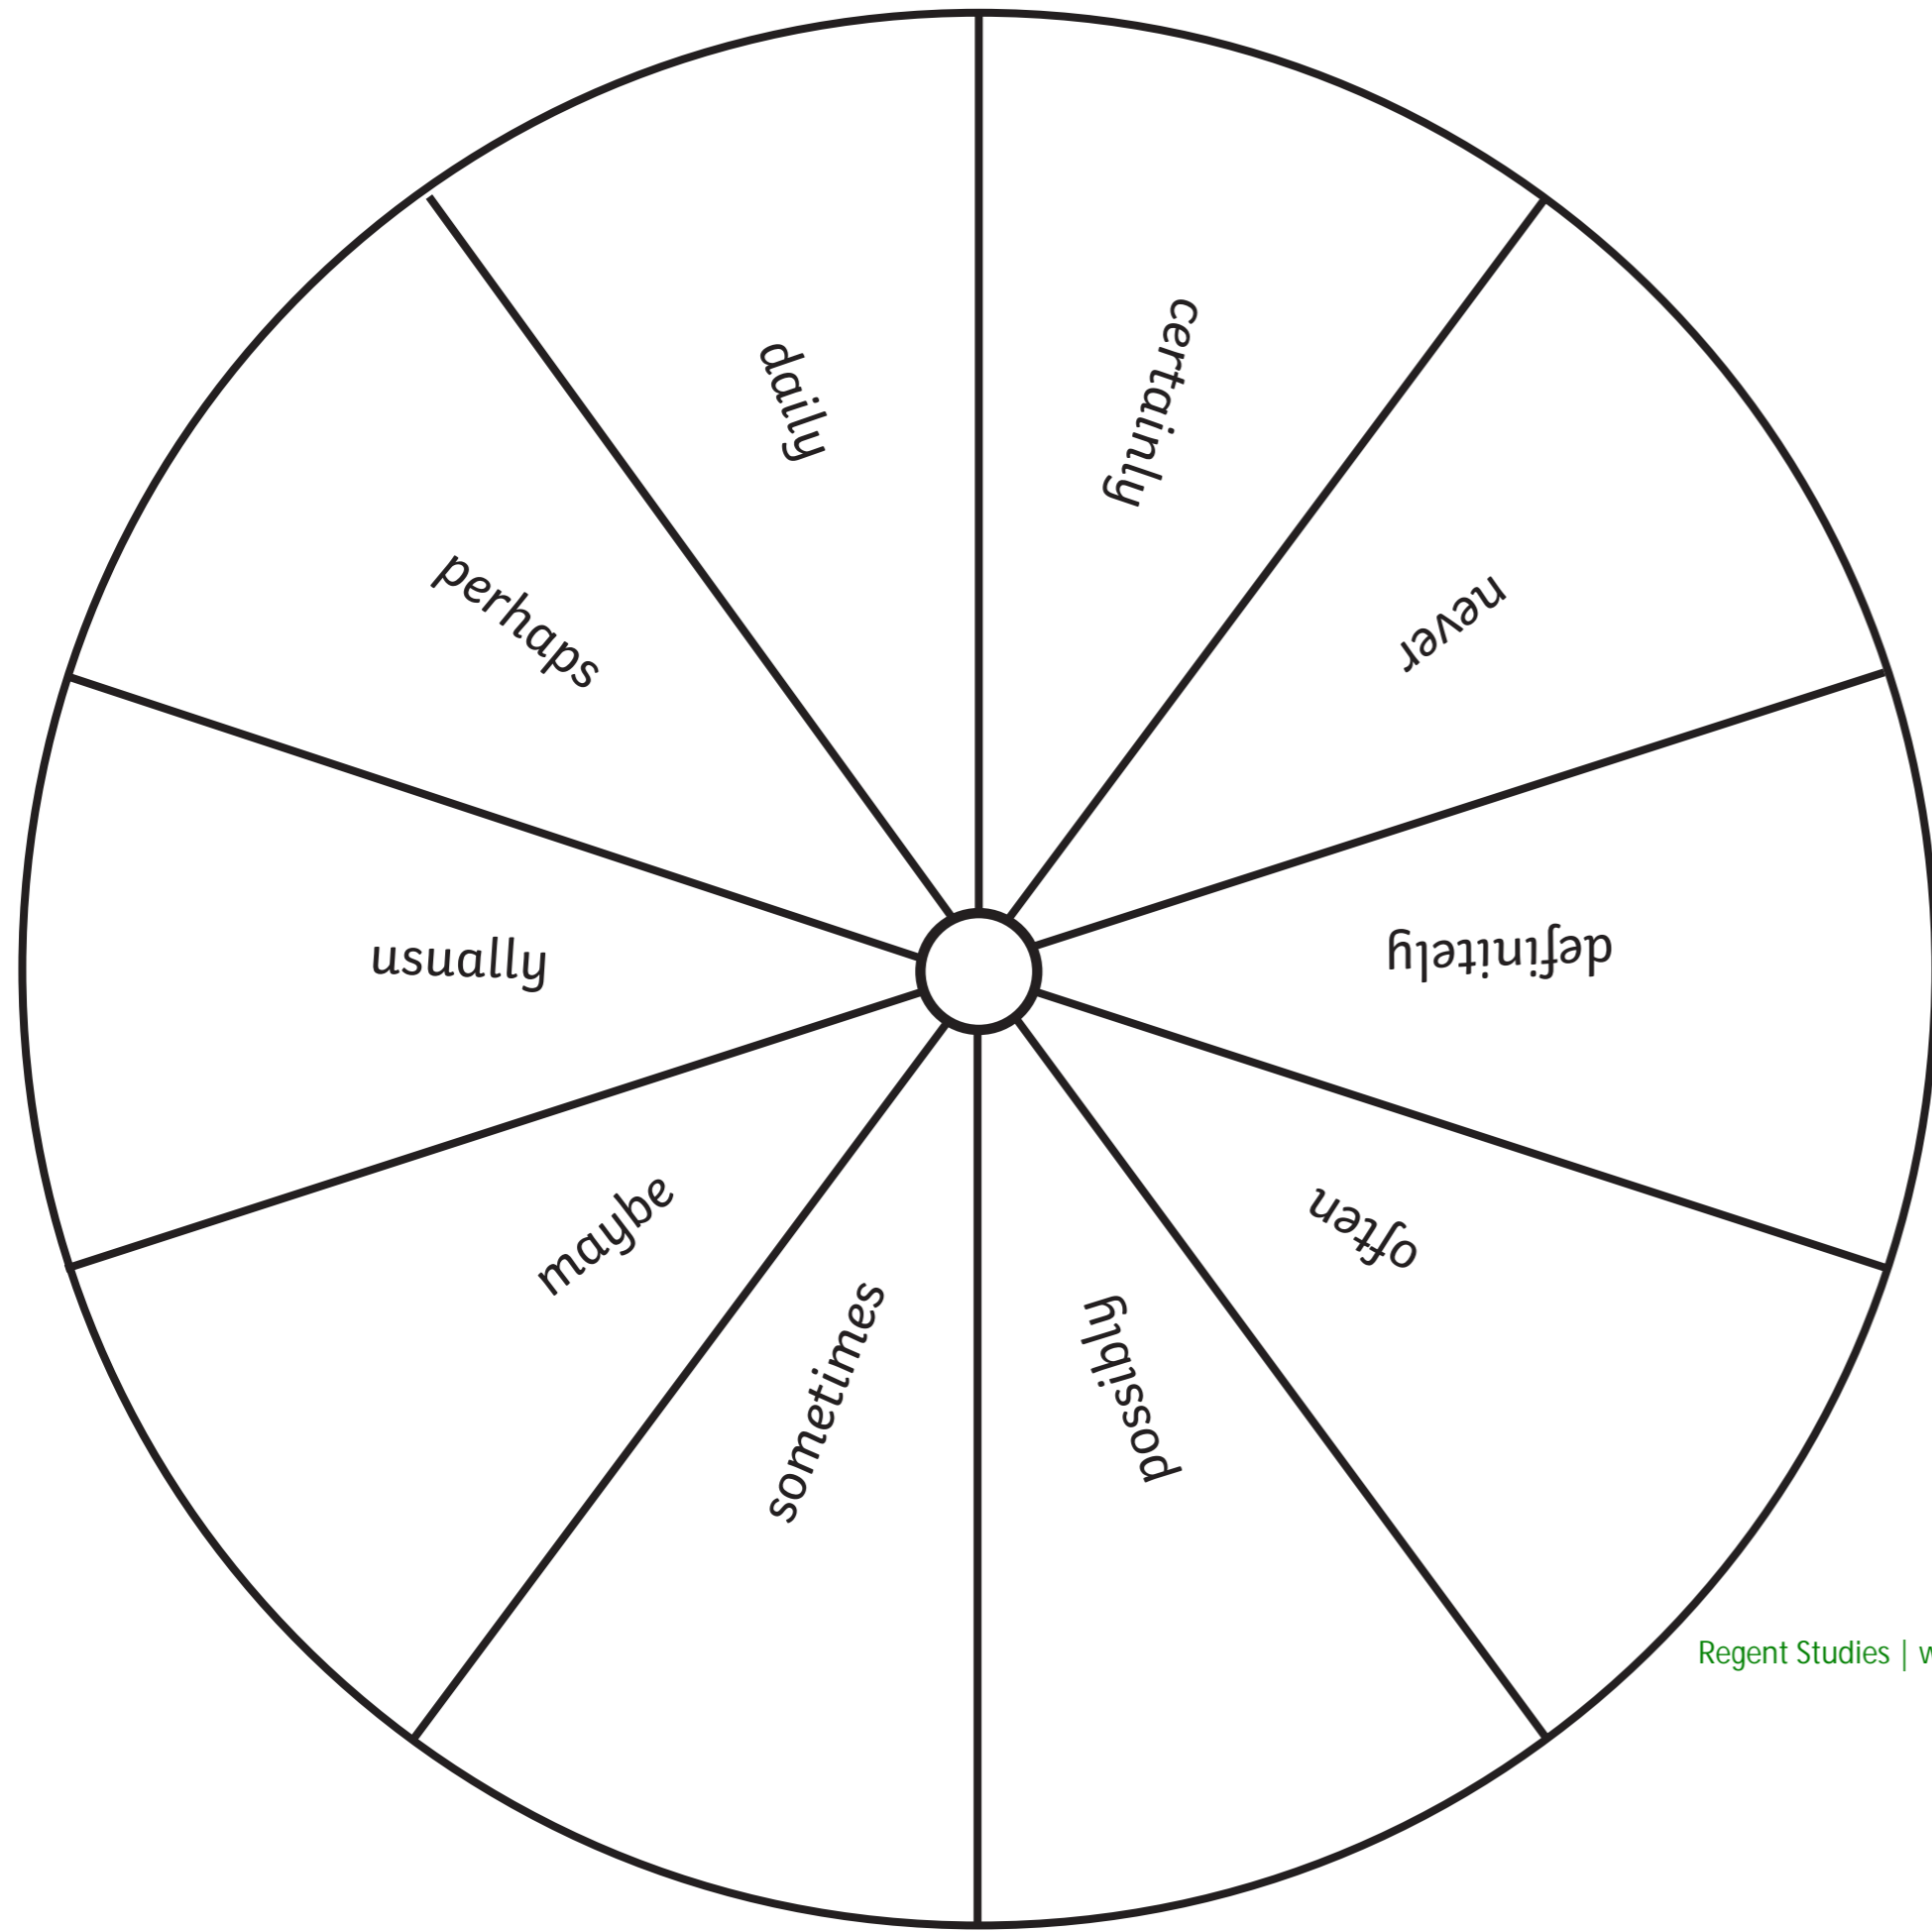 certainly
never
definitely
often
possibly
sometimes
maybe
usually
perhaps
daily
Regent Studies | w